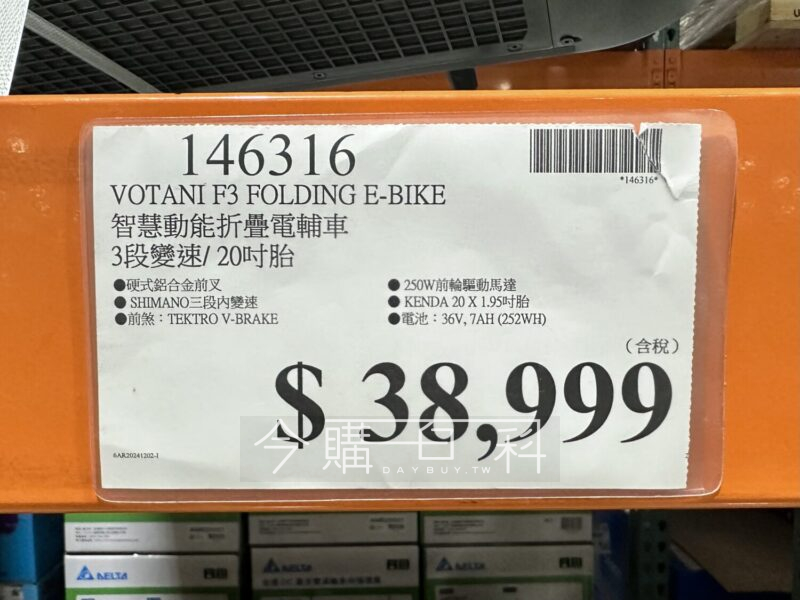 146316
*146316*
VOTANI F3 FOLDING E-BIKE
智慧動能折疊電輔車
3段變速/ 20吋胎
●硬式鋁合金前叉
●SHIMANO三段內變速
●前煞：TEKTRO V-BRAKE
●250W前輪驅動馬達
●KENDA 20 X 1.95吋胎
●電池：36V, 7AH (252WH)
（含稅）
$ 38,999
今購百科
DAYBUY.TW
6AR20241202-1
DELTA
DELTA